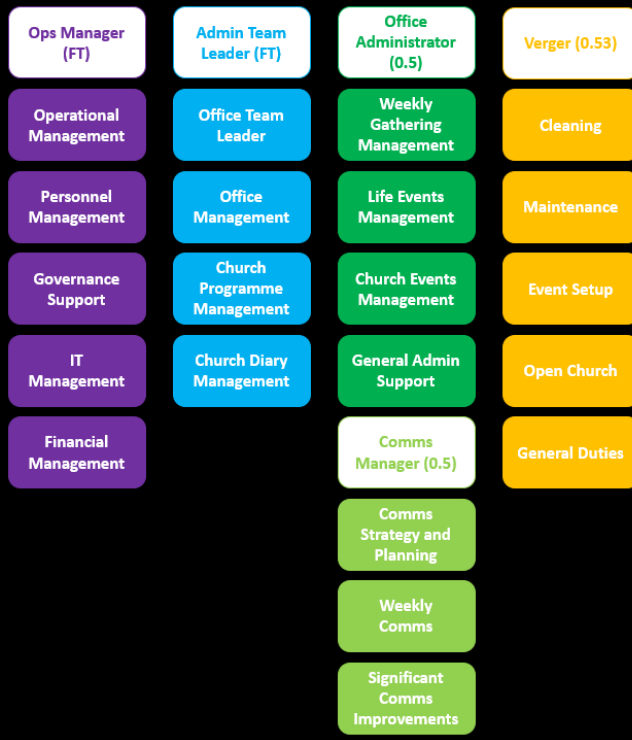 Ops Manager
(FT)
Operational
Management
Personnel
Management
Governance
Support
IT
Management
Financial
Management
Admin Team
Leader (FT)
Office Team
Leader
Office
Management
Church
Programme
Management
Church Diary
Management
Office
Administrator
(0.5)
Weekly
Gathering
Management
Life Events
Management
Church Events
Management
General Admin
Support
Comms
Manager (0.5)
Comms
Strategy and
Planning
Weekly
Comms
Significant
Comms
Improvements
Verger (0.53)
Cleaning
Maintenance
Event Setup
Open Church
General Duties